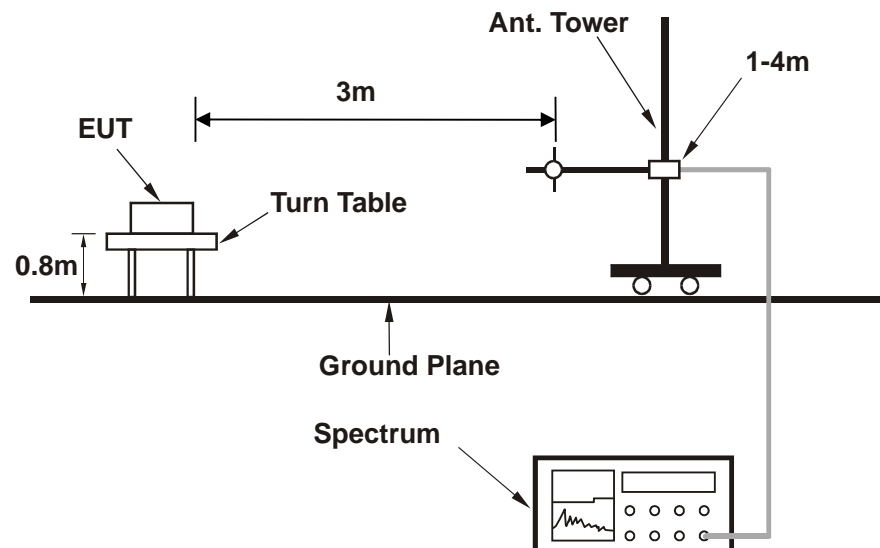 Ant. Tower
1-4m
3m
EUT
Turn Table
0.8m
Ground Plane
Spectrum